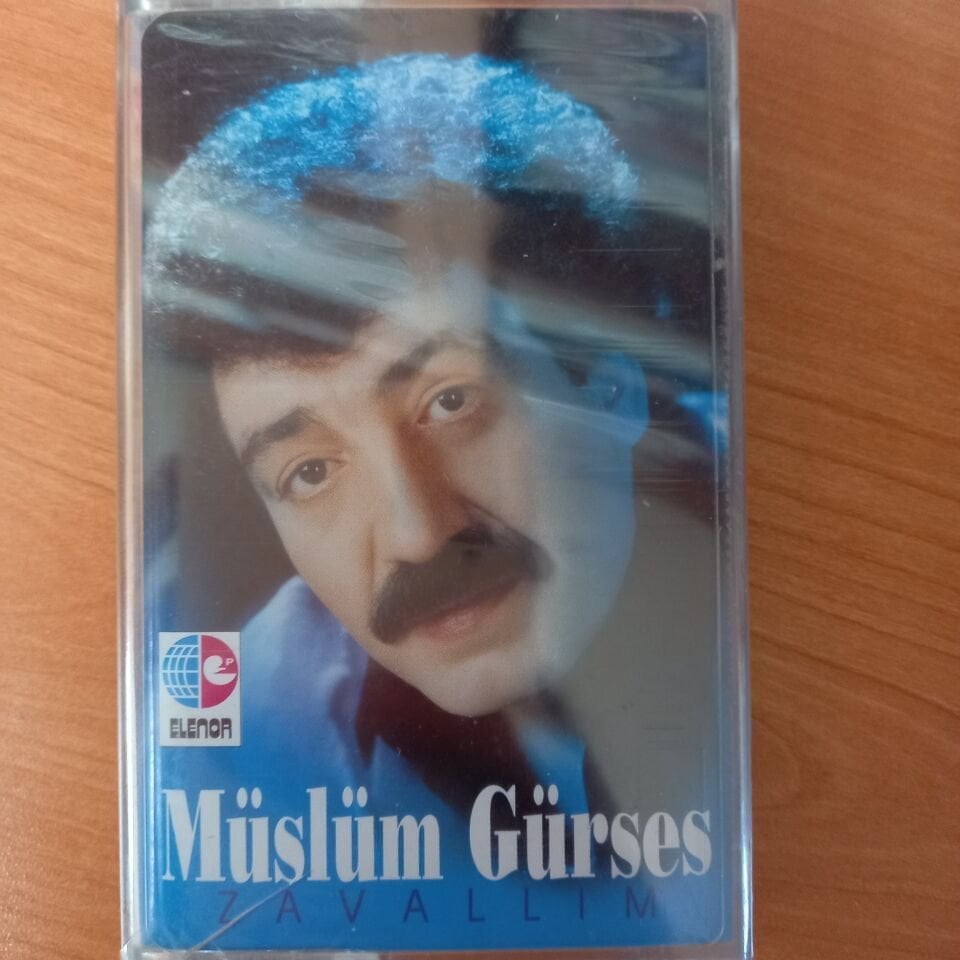 P
ELENOR
Müslüm Gürses
ZAVALLIM